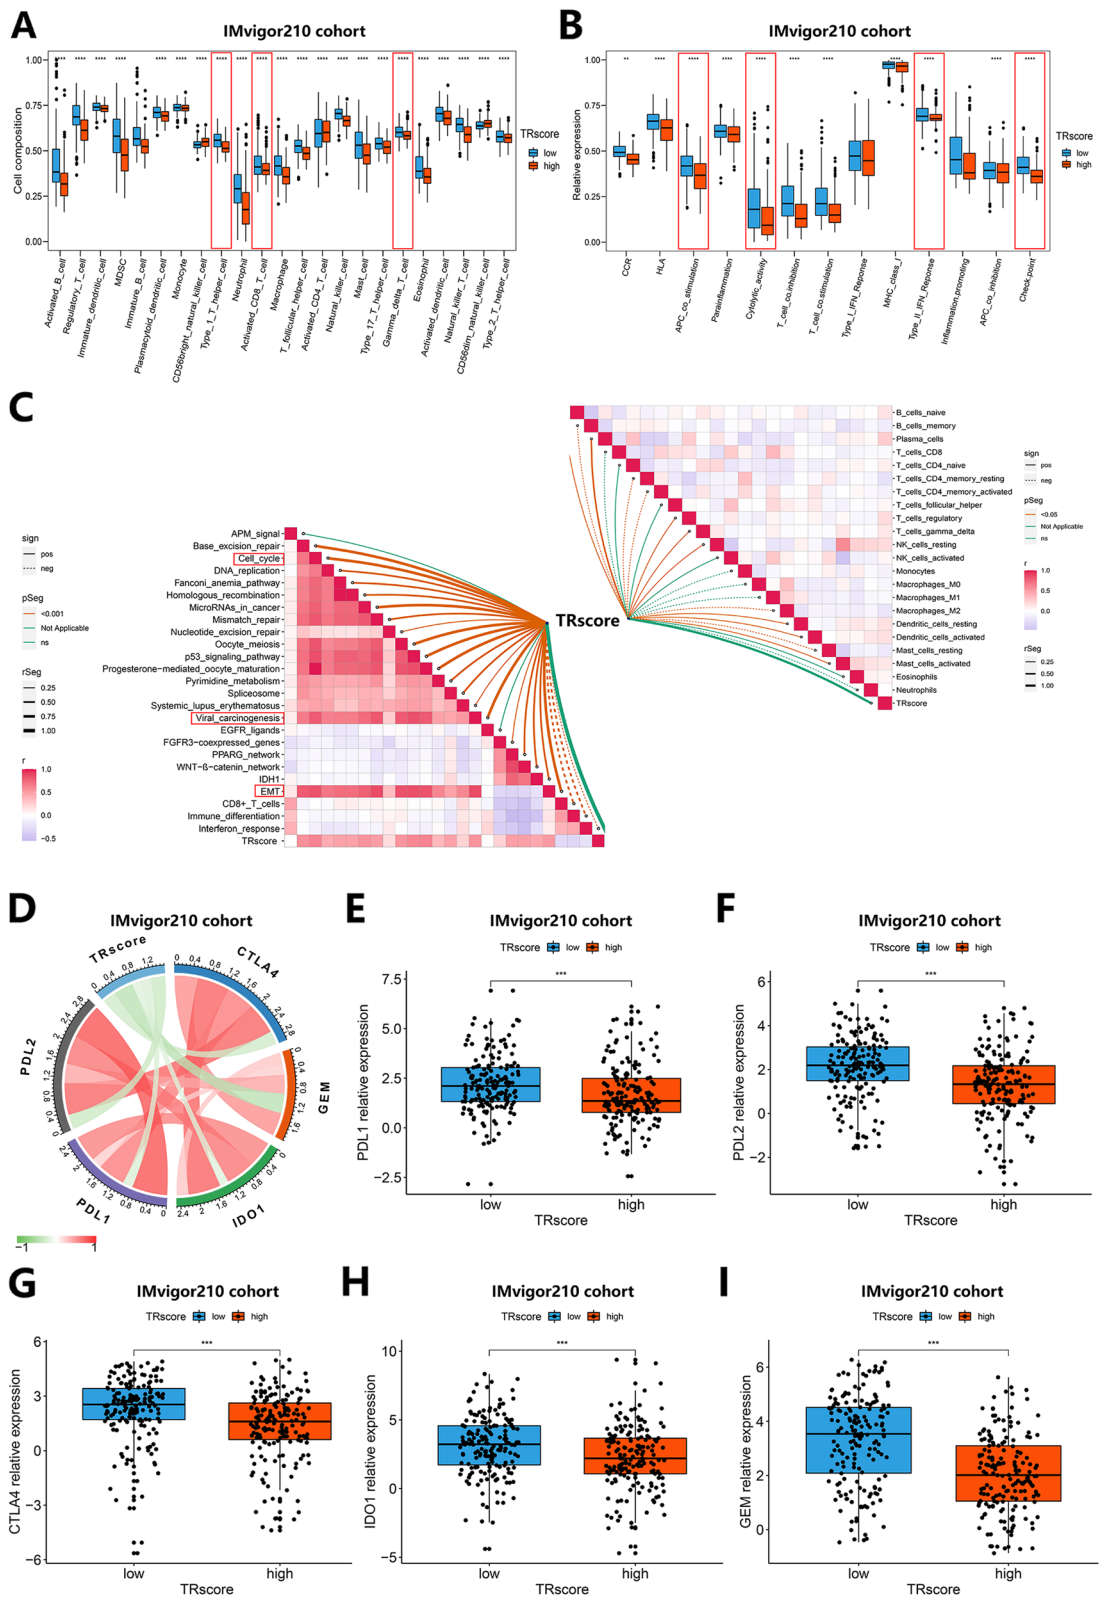 A
IMvigor210 cohort
Cell composition
1.00
0.75
0.50
0.25
0.00
TRscore
low
high
Activated_B_cell
Regulatory_T_cell
Immature_dendritic_cell
MDSC
Immature_B_cell
Plasmacytoid_dendritic_cell
Monocyte
CD56bright_natural_killer_cell
Type_1_T_helper_cell
Neutrophil
Activated_CD8_T_cell
Macrophage
T_follicular_helper_cell
Activated_CD4_T_cell
Natural_killer_cell
Mast_cell
Type_17_T_helper_cell
Gamma_delta_T_cell
Eosinophil
Activated_dendritic_cell
Natural_killer_T_cell
CD56dim_natural_killer_cell
Type_2_T_helper_cell
B
IMvigor210 cohort
Relative expression
1.00
0.75
0.50
0.25
0.00
TRscore
low
high
CCR
HLA
APC_co_stimulation
Parainflammation
Cytolytic_activity
T_cell_co-inhibition
T_cell_co-stimulation
Type_I_IFN_Reponse
MHC_class_I
Type_II_IFN_Reponse
Inflammation-promoting
APC_co_inhibition
Check-point
C
sign
pos
neg
pSeg
<0.001
Not Applicable
ns
rSeg
0.25
0.50
0.75
1.00
r
1.0
0.5
0.0
−0.5
APM_signal
Base_excision_repair
Cell_cycle
DNA_replication
Fanconi_anemia_pathway
Homologous_recombination
MicroRNAs_in_cancer
Mismatch_repair
Nucleotide_excision_repair
Oocyte_meiosis
p53_signaling_pathway
Progesterone−mediated_oocyte_maturation
Pyrimidine_metabolism
Spliceosome
Systemic_lupus_erythematosus
Viral_carcinogenesis
EGFR_ligands
FGFR3−coexpressed_genes
PPARG_network
WNT−ß−catenin_network
IDH1
EMT
CD8+_T_cells
Immune_differentiation
Interferon_response
TRscore
TRscore
B_cells_naive
B_cells_memory
Plasma_cells
T_cells_CD8
T_cells_CD4_naive
T_cells_CD4_memory_resting
T_cells_CD4_memory_activated
T_cells_follicular_helper
T_cells_regulatory
T_cells_gamma_delta
NK_cells_resting
NK_cells_activated
Monocytes
Macrophages_M0
Macrophages_M1
Macrophages_M2
Dendritic_cells_resting
Dendritic_cells_activated
Mast_cells_resting
Mast_cells_activated
Eosinophils
Neutrophils
TRscore
sign
pos
neg
pSeg
<0.05
Not Applicable
ns
r
1.0
0.5
0.0
rSeg
0.25
0.50
1.00
D
IMvigor210 cohort
TRscore
CTLA4
GEM
IDO1
PDL1
PDL2
−1
1
E
IMvigor210 cohort
TRscore low high
***
PDL1 relative expression
7.5
5.0
2.5
0.0
−2.5
low high
TRscore
F
IMvigor210 cohort
TRscore low high
***
PDL2 relative expression
6
4
2
0
−2
low high
TRscore
G
IMvigor210 cohort
TRscore low high
***
CTLA4 relative expression
6
3
0
−3
−6
low high
TRscore
H
IMvigor210 cohort
TRscore low high
***
IDO1 relative expression
10
5
0
−5
low high
TRscore
I
IMvigor210 cohort
TRscore low high
***
GEM relative expression
6
4
2
0
low high
TRscore